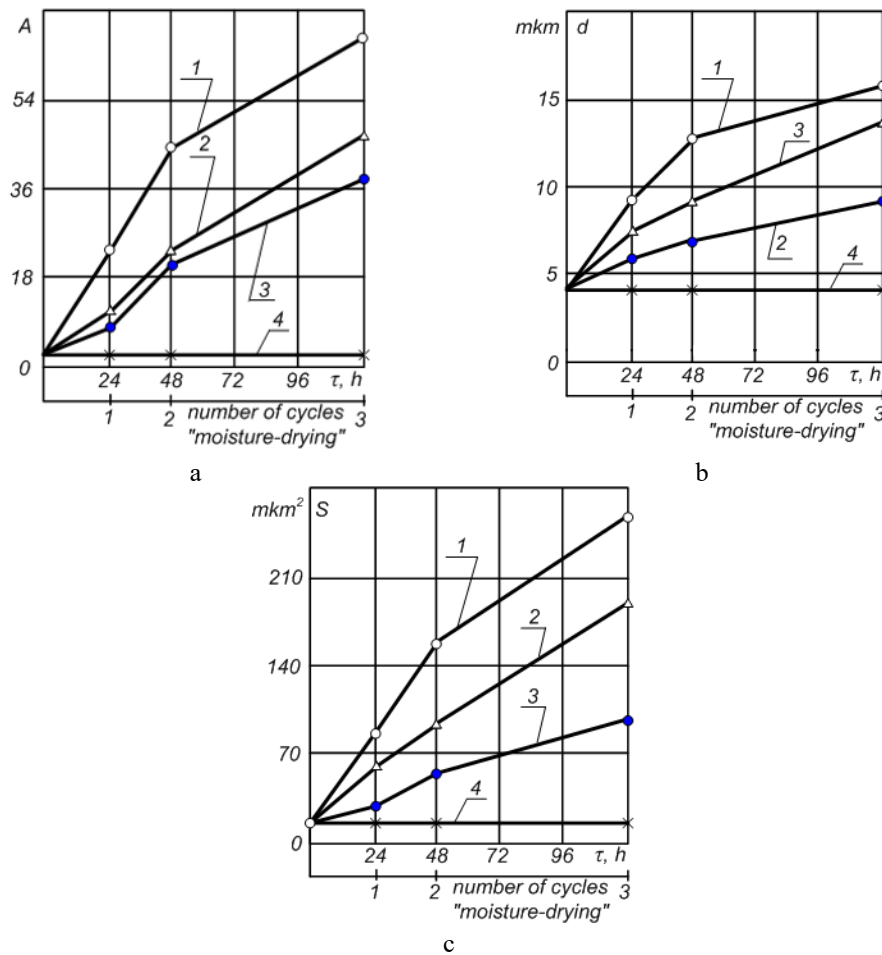 A
1
54
2
36
18
3
4
0
24 48 72 96 τ, h
1 2 number of cycles 3
"moisture-drying"
a
mkm d
1
15
3
10
2
5
4
0
24 48 72 96 τ, h
1 2 number of cycles 3
"moisture-drying"
b
mkm² S
1
210
2
140
3
70
4
0
24 48 72 96 τ, h
1 2 number of cycles 3
"moisture-drying"
c